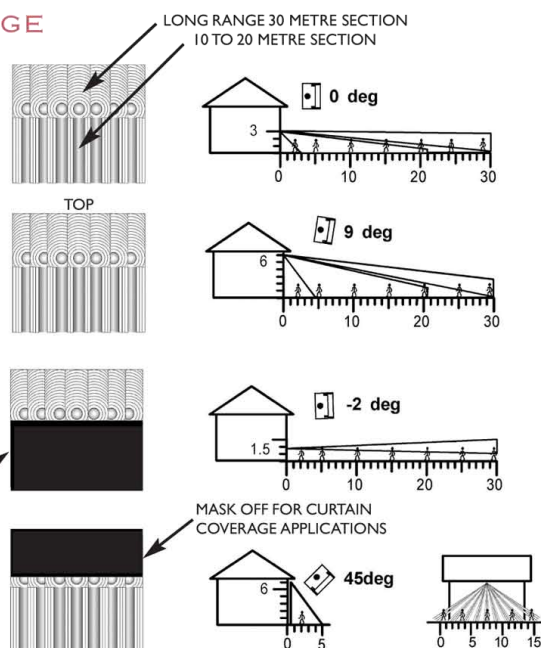 GE
LONG RANGE 30 METRE SECTION
10 TO 20 METRE SECTION
0 deg
3
0 10 20 30
TOP
9 deg
6
0 10 20 30
-2 deg
1.5
0 10 20 30
MASK OFF FOR CURTAIN
COVERAGE APPLICATIONS
45deg
6
0 5
0 5 10 15